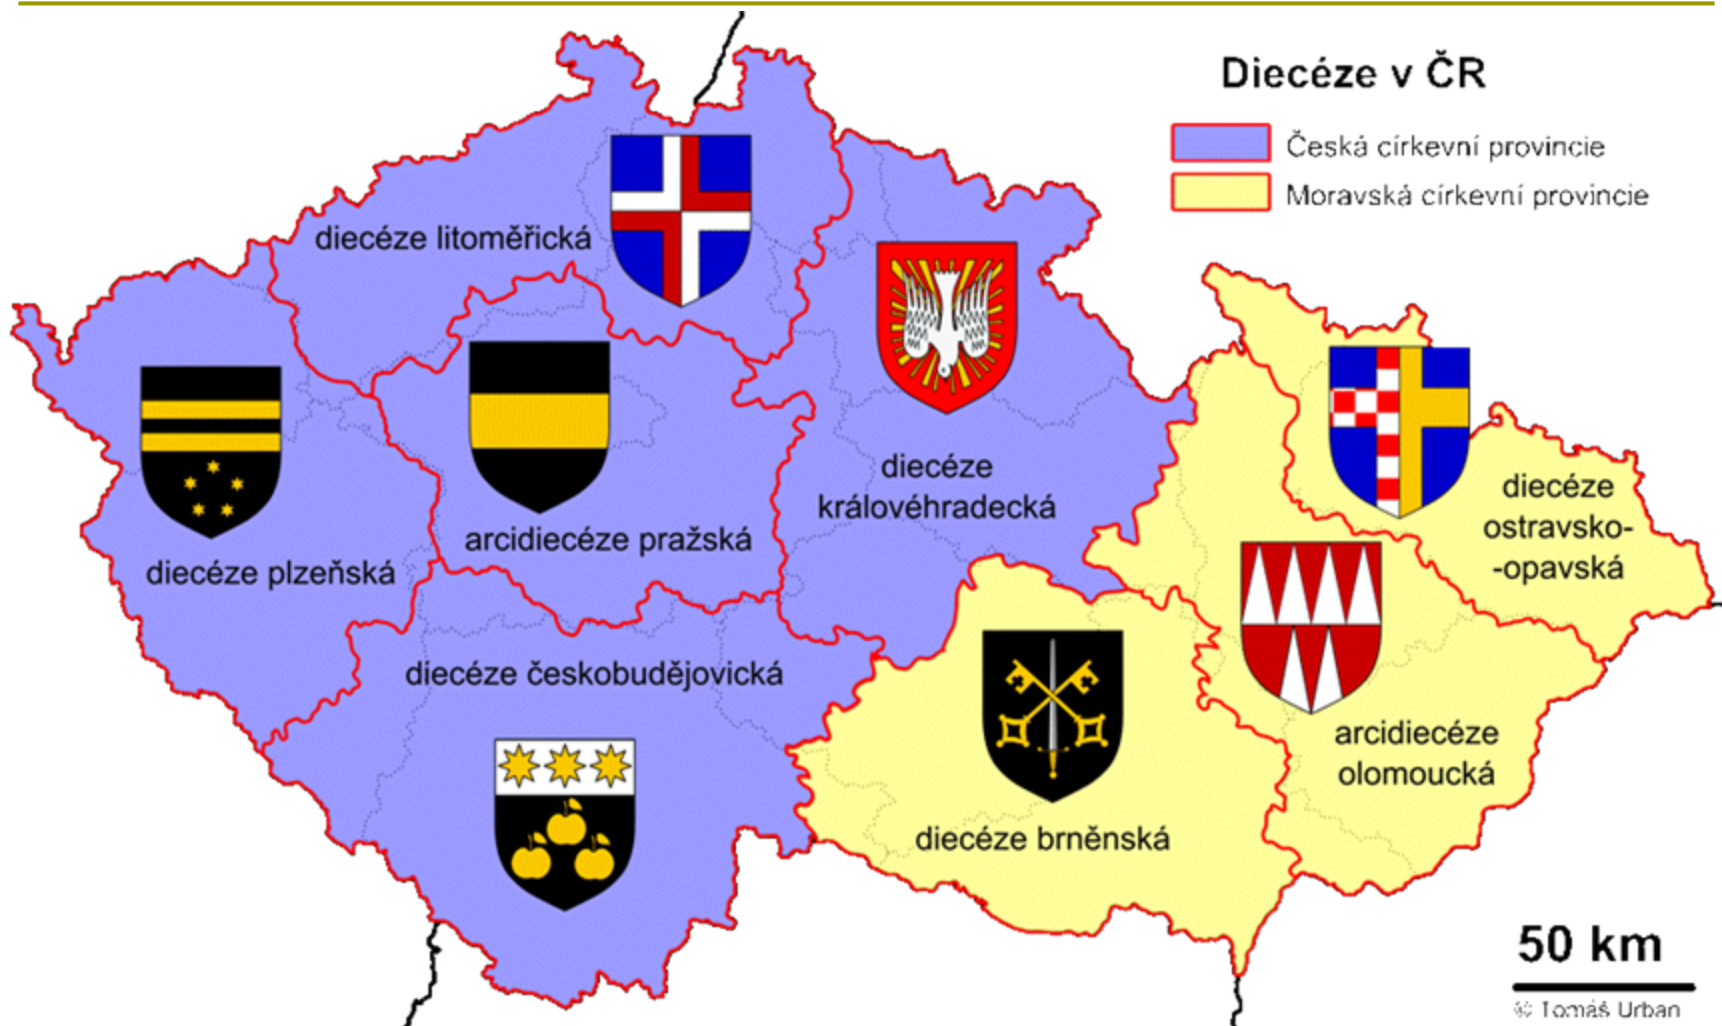 Diecéze v ČR
Česká církevní provincie
Moravská církevní provincie
diecéze litoměřická
diecéze
královéhradecká
diecéze
ostravsko-
-opavská
arcidiecéze pražská
diecéze plzeňská
diecéze českobudějovická
arcidiecéze
olomoucká
diecéze brněnská
50 km
© Tomáš Urban